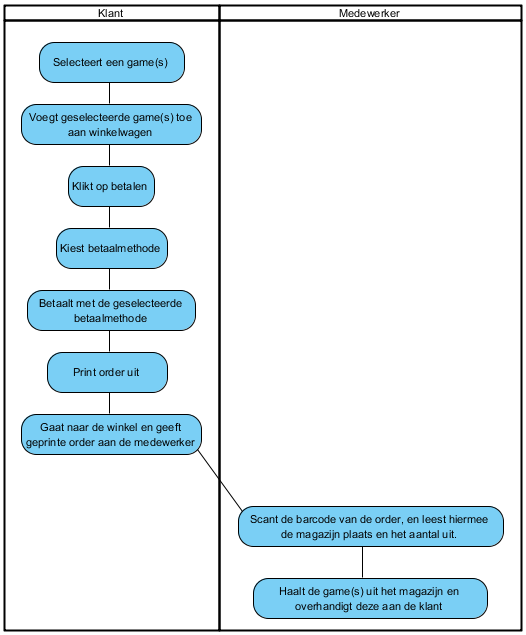 Klant
Medewerker
Selecteert een game(s)
Voegt geselecteerde game(s) toe
aan winkelwagen
Klikt op betalen
Kiest betaalmethode
Betaalt met de geselecteerde
betaalmethode
Print order uit
Gaat naar de winkel en geeft
geprinte order aan de medewerker
Scant de barcode van de order, en leest hiermee
de magazijn plaats en het aantal uit.
Haalt de game(s) uit het magazijn en
overhandigt deze aan de klant